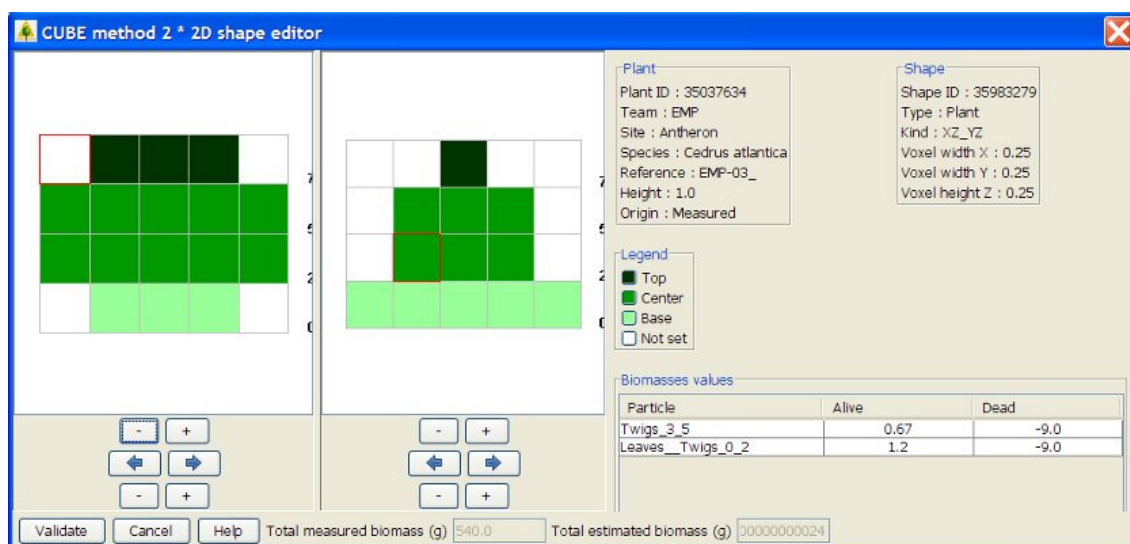 CUBE method 2 * 2D shape editor
7
5
2
0
7
5
2
0
Plant
Plant ID : 35037634
Team : EMP
Site : Antheron
Species : Cedrus atlantica
Reference : EMP-03_
Height : 1.0
Origin : Measured
Shape
Shape ID : 35983279
Type : Plant
Kind : XZ_YZ
Voxel width X : 0.25
Voxel width Y : 0.25
Voxel height Z : 0.25
Legend
Top
Center
Base
Not set
Biomasses values
Particle Alive Dead
Twigs_3_5 0.67 -9.0
Leaves__Twigs_0_2 1.2 -9.0
- + - +
- + - +
Validate Cancel Help Total measured biomass (g) 540.0 Total estimated biomass (g) 00000000024